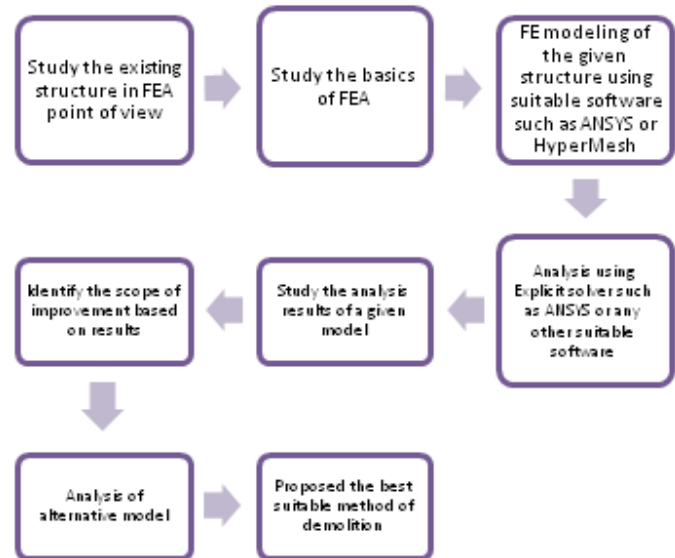 Study the existing
structure in FEA
point of view
Study the basics
of FEA
FE modeling of
the given
structure using
suitable software
such as ANSYS or
HyperMesh
Analysis using
Explicit solver such
as ANSYS or any
other suitable
software
Study the analysis
results of a given
model
Identify the scope of
improvement based
on results
Analysis of
alternative model
Proposed the best
suitable method of
demolition